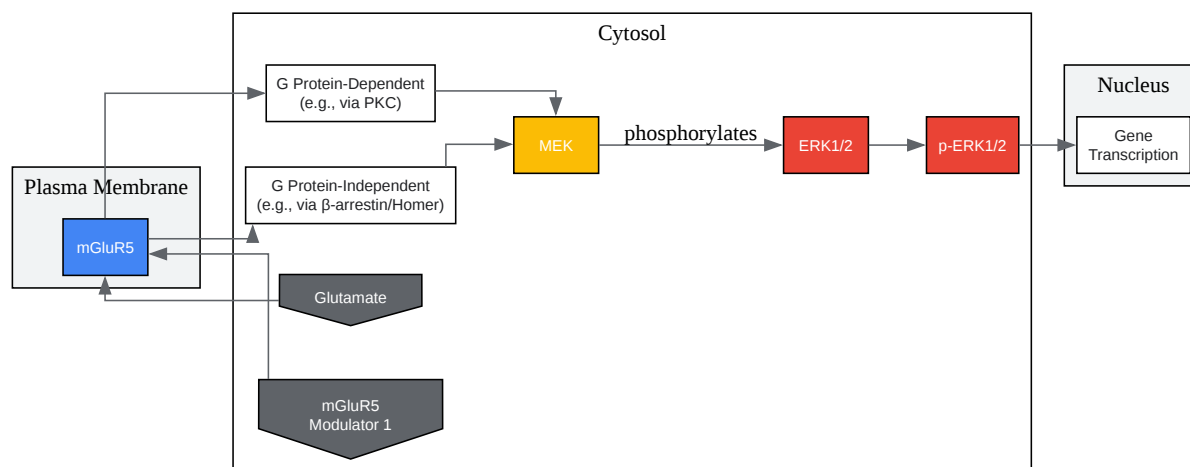 Cytosol
G Protein-Dependent
(e.g., via PKC)
Nucleus
MEK
phosphorylates
ERK1/2
p-ERK1/2
Gene
Transcription
Plasma Membrane
G Protein-Independent
(e.g., via β-arrestin/Homer)
mGluR5
Glutamate
mGluR5
Modulator 1